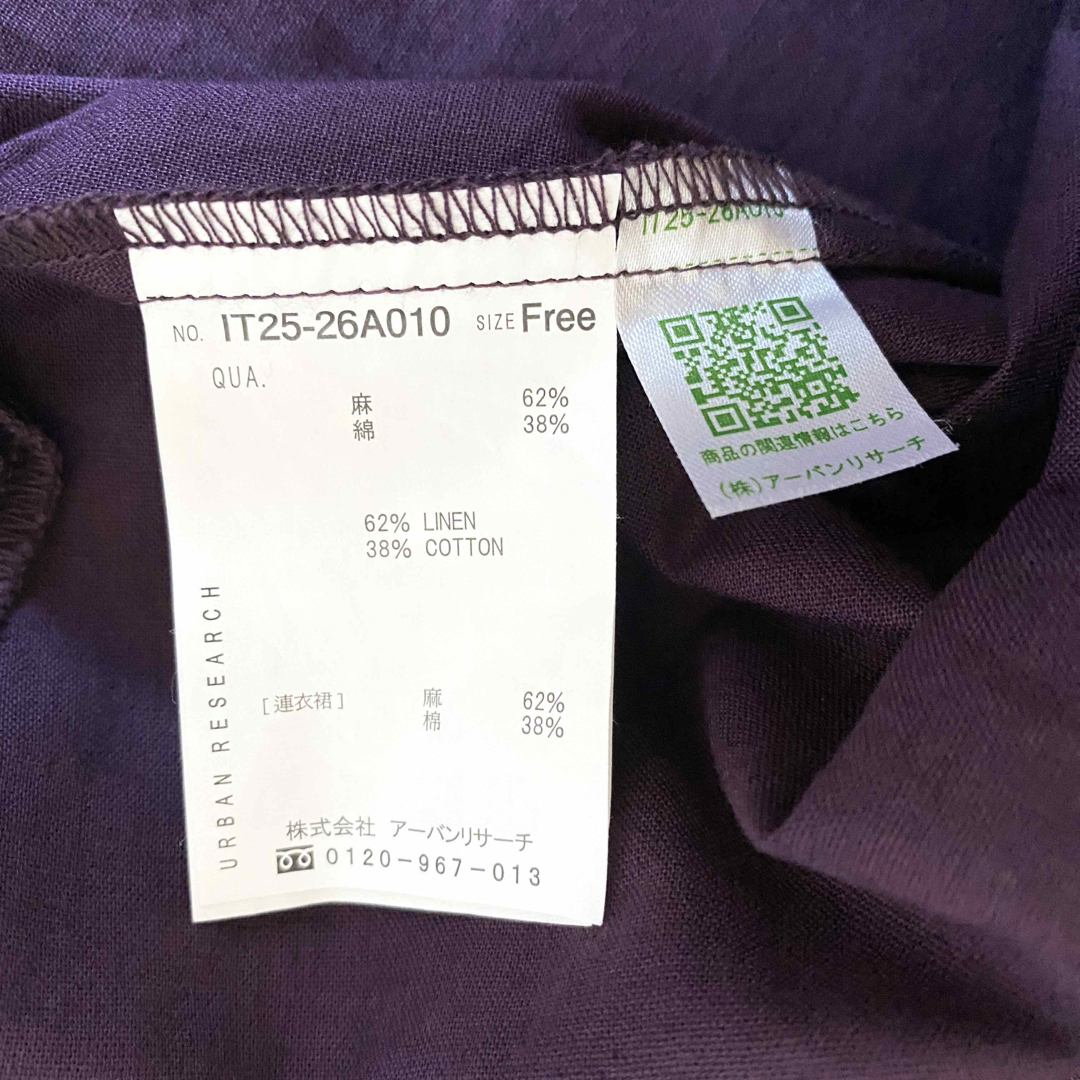 NO. IT25-26A010 SIZE Free
QUA.
麻 62%
綿 38%
62% LINEN
38% COTTON
URBAN RESEARCH
[連衣裙] 麻 62%
棉 38%
株式会社 アーバンリサーチ
0120-967-013
IT25-26A010
商品の関連情報はこちら
(株)アーバンリサーチ